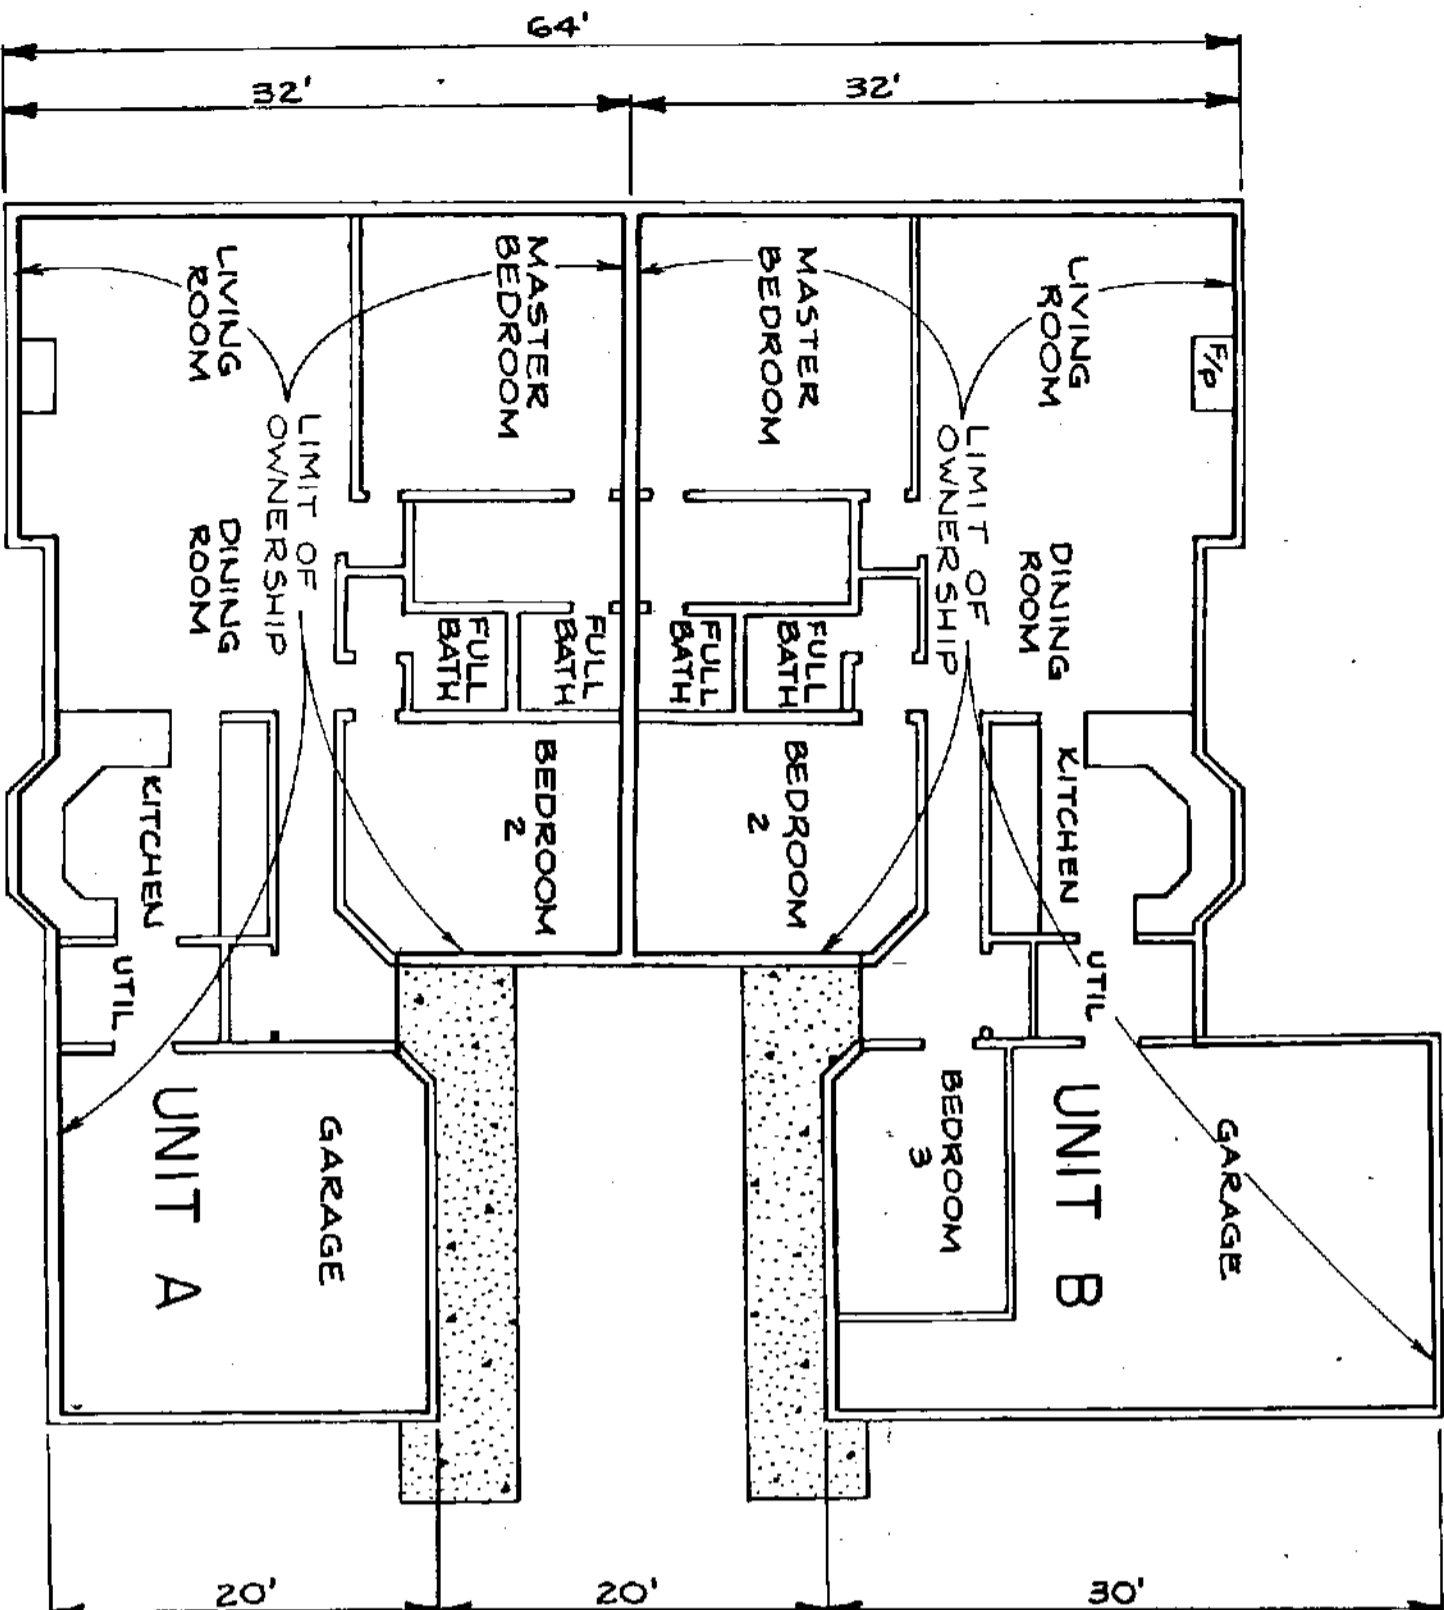 64'
32'
32'
LIVING
ROOM
MASTER
BEDROOM
MASTER
BEDROOM
LIVING
ROOM
F/P
LIMIT OF
OWNERSHIP
LIMIT OF
OWNERSHIP
DINING
ROOM
DINING
ROOM
FULL
BATH
FULL
BATH
FULL
BATH
FULL
BATH
KITCHEN
BEDROOM
2
BEDROOM
2
KITCHEN
UTIL
UTIL
UNIT A
GARAGE
BEDROOM
3
UNIT B
GARAGE
20'
20'
30'